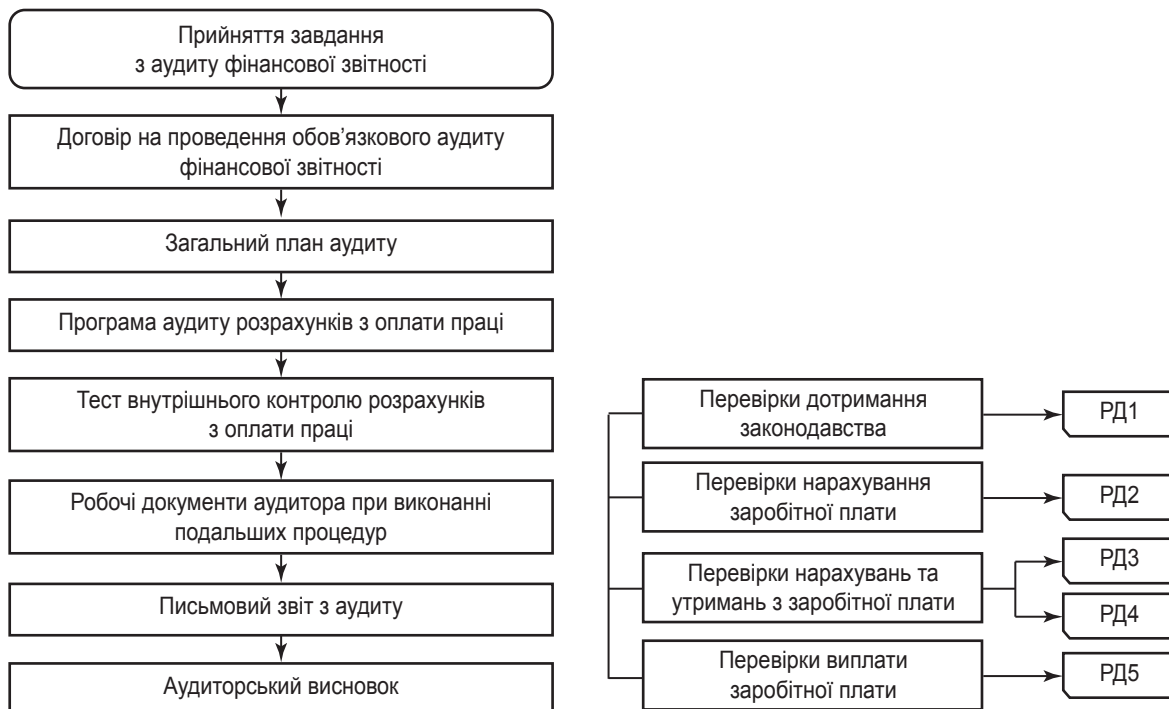 Прийняття завдання
з аудиту фінансової звітності
Договір на проведення обов’язкового аудиту
фінансової звітності
Загальний план аудиту
Програма аудиту розрахунків з оплати праці
Тест внутрішнього контролю розрахунків
з оплати праці
Робочі документи аудитора при виконанні
подальших процедур
Письмовий звіт з аудиту
Аудиторський висновок
Перевірки дотримання
законодавства
РД1
Перевірки нарахування
заробітної плати
РД2
Перевірки нарахувань та
утримань з заробітної плати
РД3
РД4
Перевірки виплати
заробітної плати
РД5